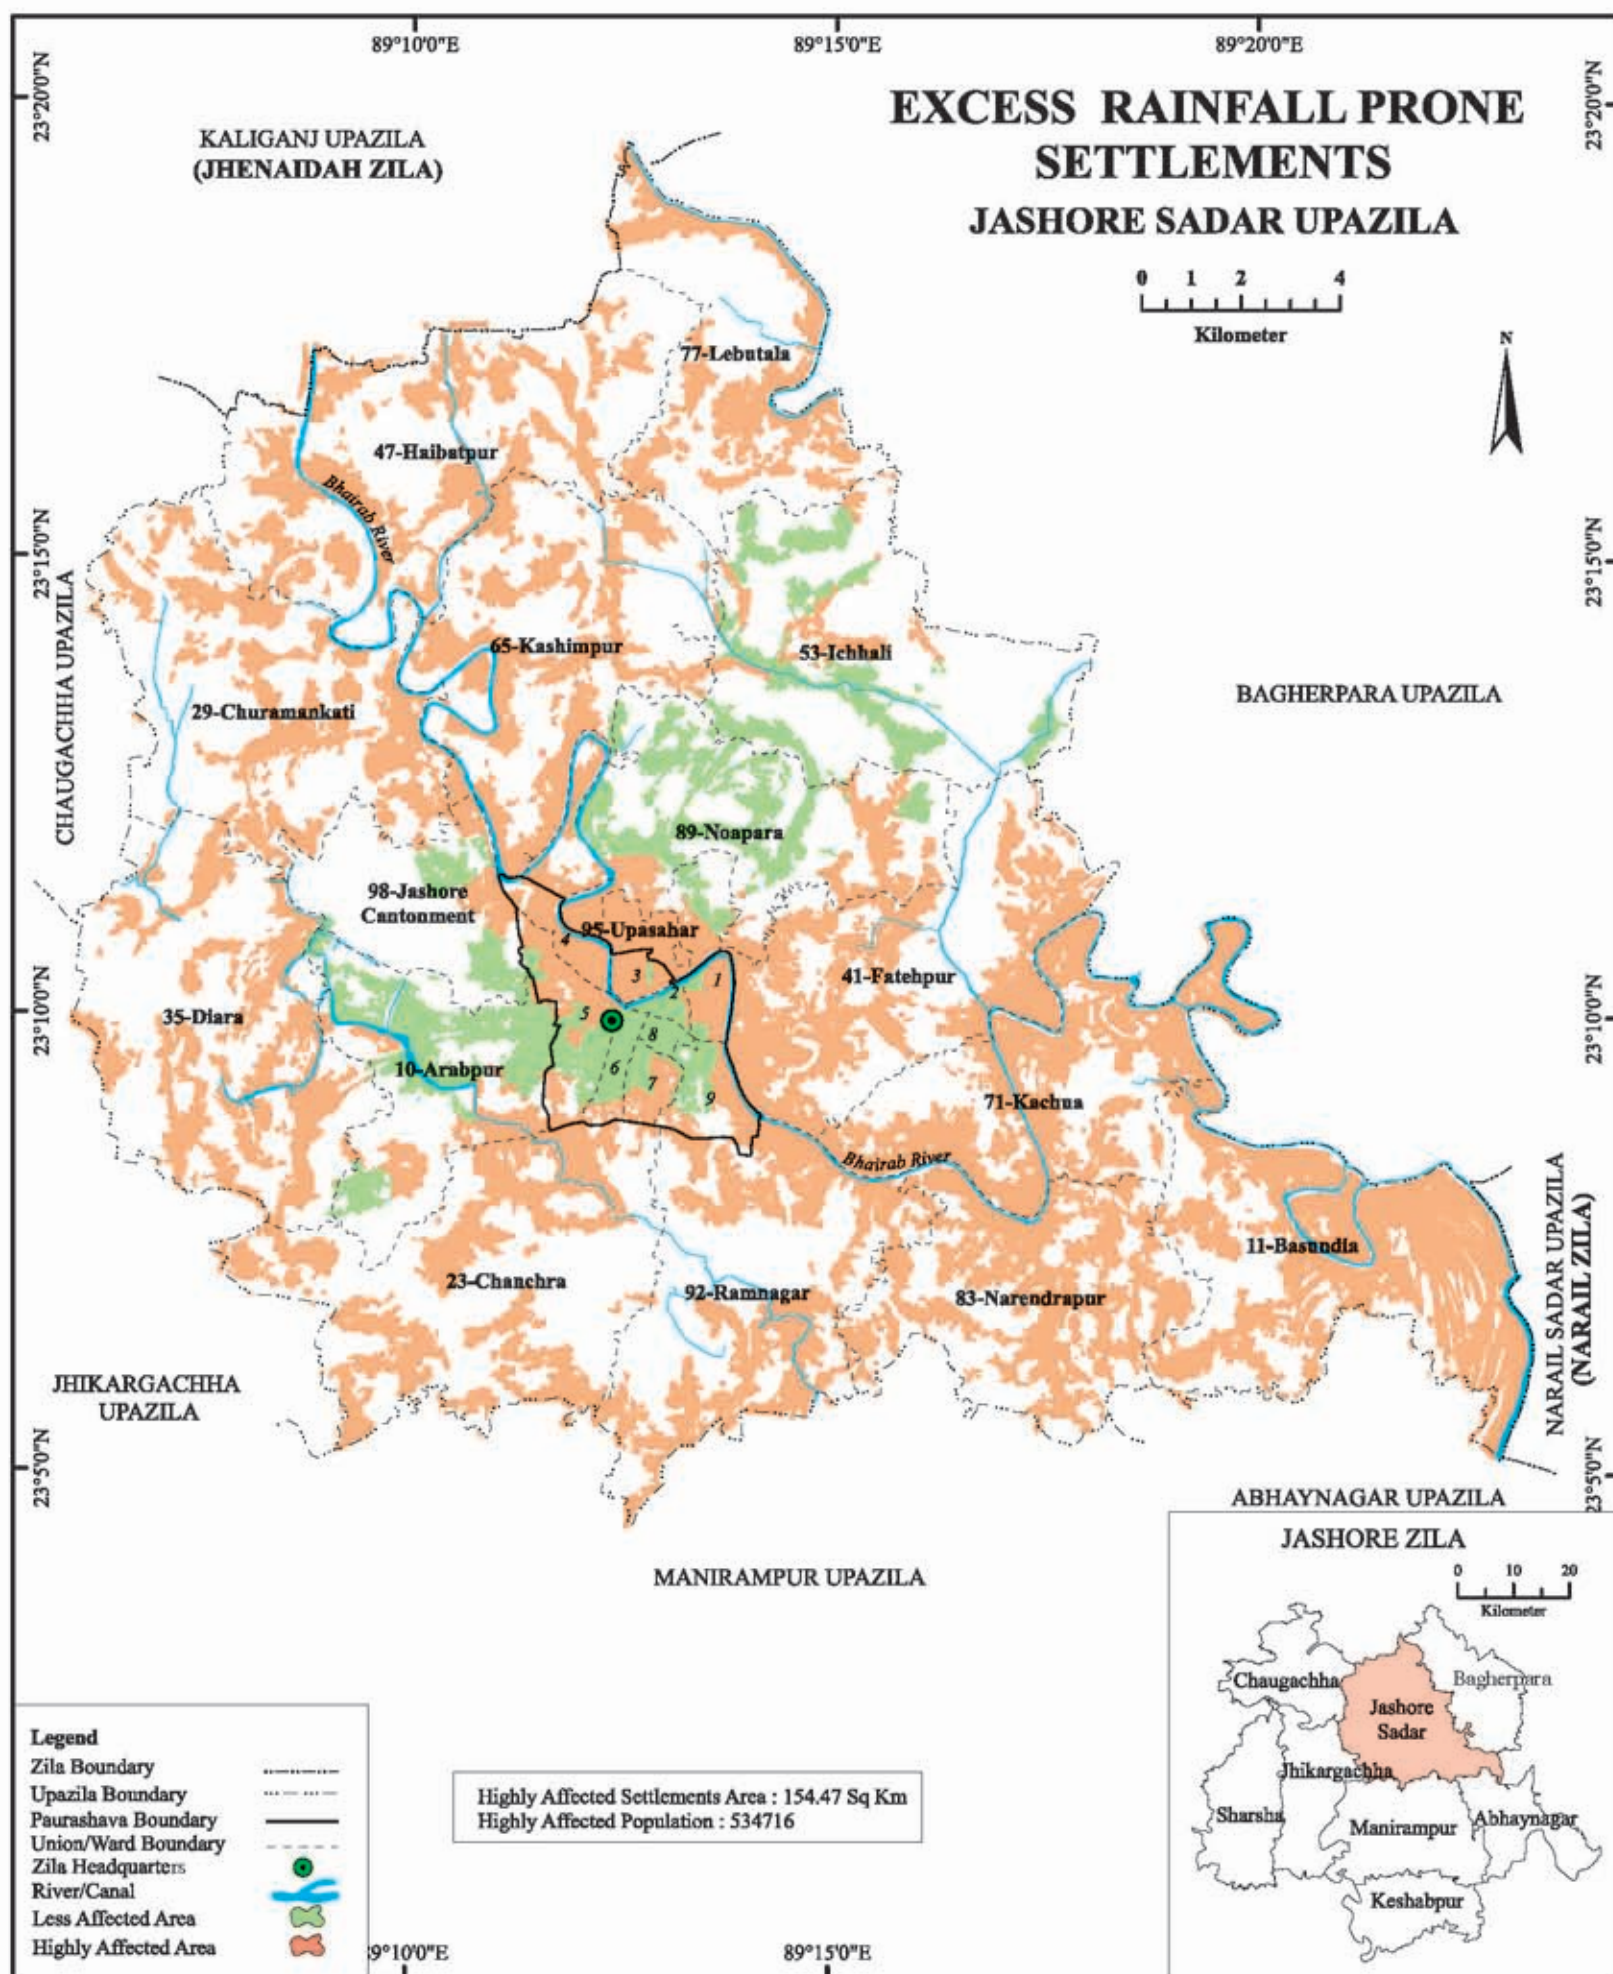 89°10'0"E
89°15'0"E
89°20'0"E
23°20'0"N
23°20'0"N
EXCESS RAINFALL PRONE
SETTLEMENTS
JASHORE SADAR UPAZILA
KALIGANJ UPAZILA
(JHENAIDAH ZILA)
0 1 2 4
Kilometer
N
77-Lebutala
47-Haibatpur
Bhairab River
23°15'0"N
23°15'0"N
CHAUGACHHA UPAZILA
65-Kashimpur
53-Ichhali
29-Churamankati
BAGHERPARA UPAZILA
89-Noapara
98-Jashore
Cantonment
95-Upasahar
4
3
1
2
41-Fatehpur
5
35-Diara
23°10'0"N
23°10'0"N
8
10-Arabpur
6
7
9
71-Kachua
Bhairab River
11-Basundia
23-Chanchra
92-Ramnagar
83-Narendrapur
NARAIL SADAR UPAZILA
(NARAIL ZILA)
JHIKARGACHHA
UPAZILA
23°5'0"N
23°5'0"N
ABHAYNAGAR UPAZILA
MANIRAMPUR UPAZILA
JASHORE ZILA
0 10 20
Kilometer
Chaugachha
Bagherpara
Jashore
Sadar
Jhikargachha
Sharsha
Manirampur
Abhaynagar
Keshabpur
Legend
Zila Boundary
Upazila Boundary
Paurashava Boundary
Union/Ward Boundary
Zila Headquarters
River/Canal
Less Affected Area
Highly Affected Area
Highly Affected Settlements Area : 154.47 Sq Km
Highly Affected Population : 534716
89°10'0"E
89°15'0"E